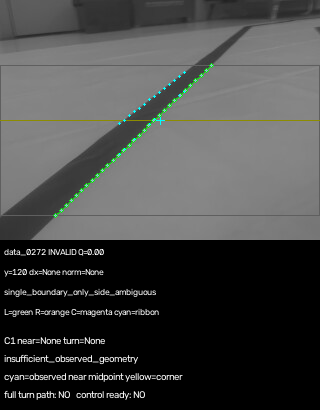 data_0272 INVALID Q=0.00
y=120 dx=None norm=None
single_boundary_only_side_ambiguous
L=green R=orange C=magenta cyan=ribbon
C1 near=None turn=None
insufficient_observed_geometry
cyan=observed near midpoint yellow=corner
full turn path: NO control ready: NO